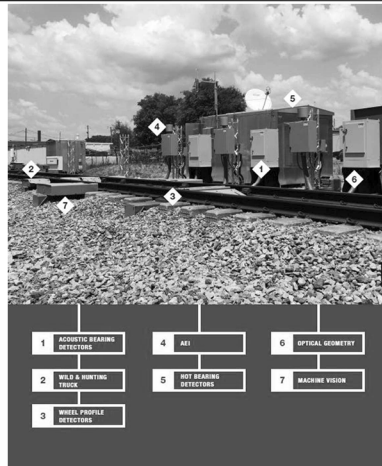 4
5
2
1
3
6
7
1 ACOUSTIC BEARING
DETECTORS
2 WILD & HUNTING
TRUCK
3 WHEEL PROFILE
DETECTORS
4 AEI
5 HOT BEARING
DETECTORS
6 OPTICAL GEOMETRY
7 MACHINE VISION